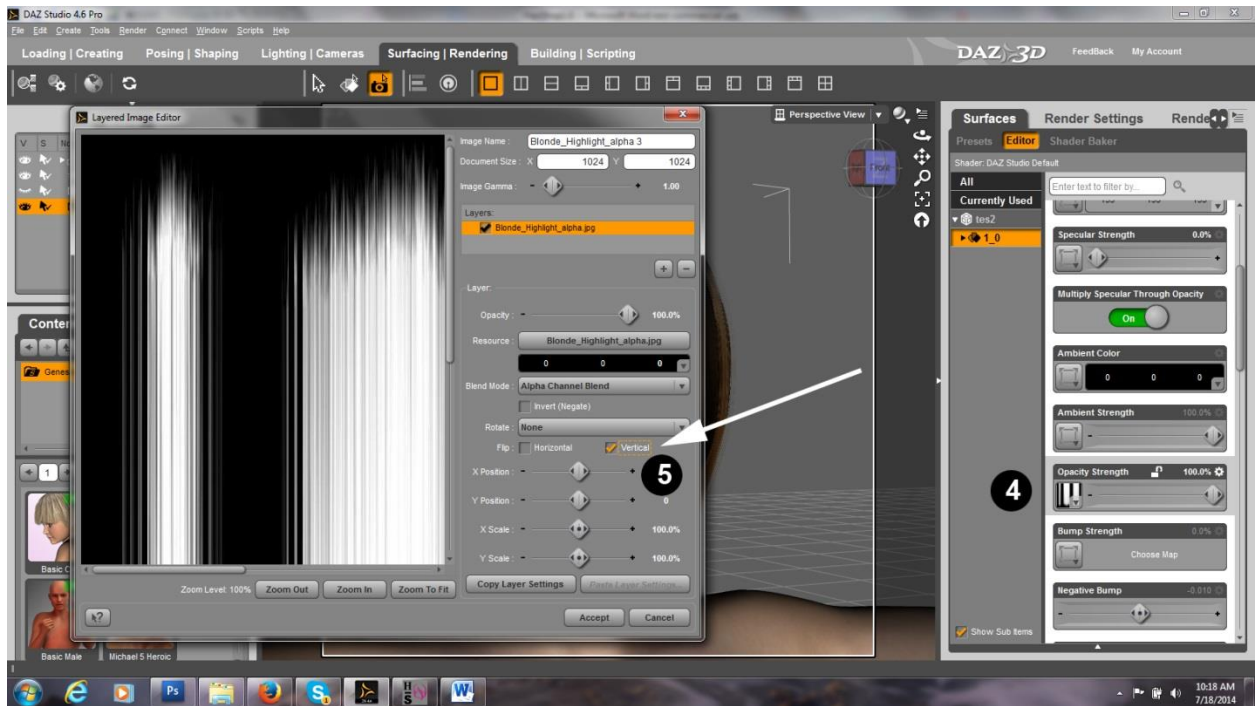 DAZ Studio 4.6 Pro
File Edit Create Tools Render Connect Window Scripts Help
Loading | Creating Posing | Shaping Lighting | Cameras Surfacing | Rendering Building | Scripting
DAZ 3D FeedBack My Account
Layered Image Editor
Image Name : Blonde_Highlight_alpha 3
Document Size : X 1024 Y 1024
Image Gamma : - + 1.00
Layers:
Blonde_Highlight_alpha.jpg
+ -
Layer:
Opacity : - 100.0%
Resource : Blonde_Highlight_alpha.jpg
0 0 0
Blend Mode : Alpha Channel Blend
Invert (Negate)
Rotate : None
Flip : Horizontal Vertical
X Position : - +
5
Y Position : - + 0
X Scale : - + 100.0%
Y Scale : - + 100.0%
Copy Layer Settings Paste Layer Settings...
Zoom Level: 100% Zoom Out Zoom In Zoom To Fit
Accept Cancel
V S
Conten
Genes
1
Basic C
Basic Male Michael 5 Heroic
Perspective View
Front
Surfaces Render Settings Rende
Presets Editor Shader Baker
Shader: DAZ Studio Default
All
Currently Used
tes2
1_0
Enter text to filter by...
Specular Strength 0.0%
+
Multiply Specular Through Opacity
On
Ambient Color
0 0 0
Ambient Strength 100.0%
-
4
Opacity Strength 100.0%
-
Bump Strength 0.0%
Choose Map
Negative Bump -0.010
- +
Show Sub Items
Ps
S
H S
W
10:18 AM
7/18/2014